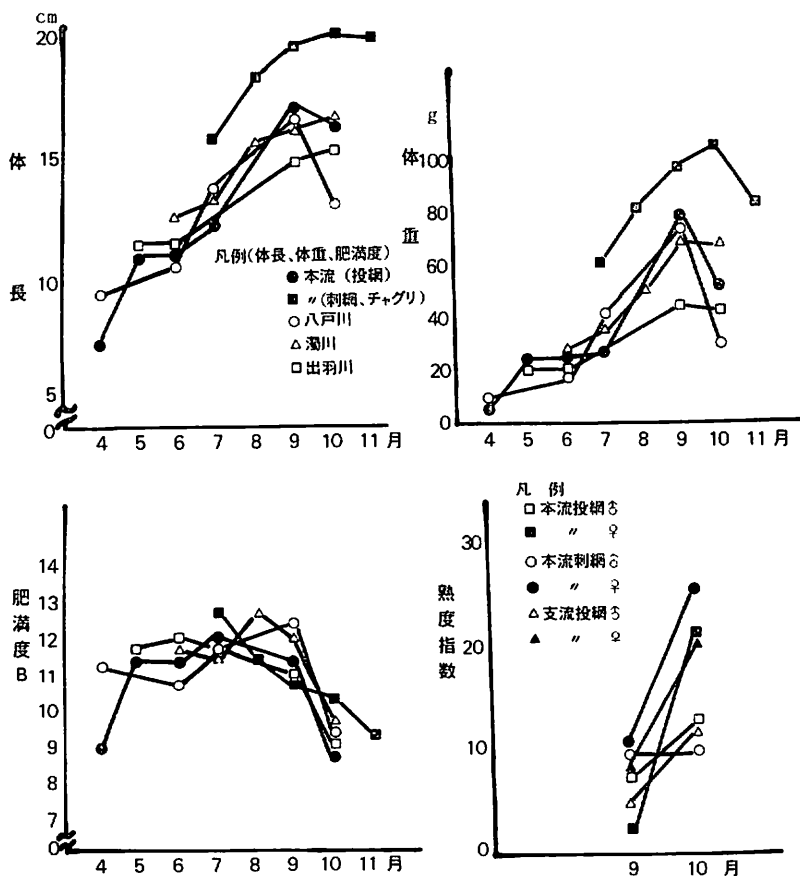 cm
20
15
10
5
0
体
長
凡例(体長、体重、肥満度)
● 本流 (投網)
■ 〃 (刺網、チャグリ)
○ 八戸川
△ 濁川
□ 出羽川
4 5 6 7 8 9 10 11 月
g
体
重
100
80
60
40
20
0
4 5 6 7 8 9 10 11 月
肥
満
度
B
14
13
12
11
10
9
8
7
0
4 5 6 7 8 9 10 11 月
凡 例
□ 本流投網♂
■ 〃 ♀
○ 本流刺網♂
● 〃 ♀
△ 支流投網♂
▲ 〃 ♀
熟
度
指
数
30
20
10
0
9 10 月